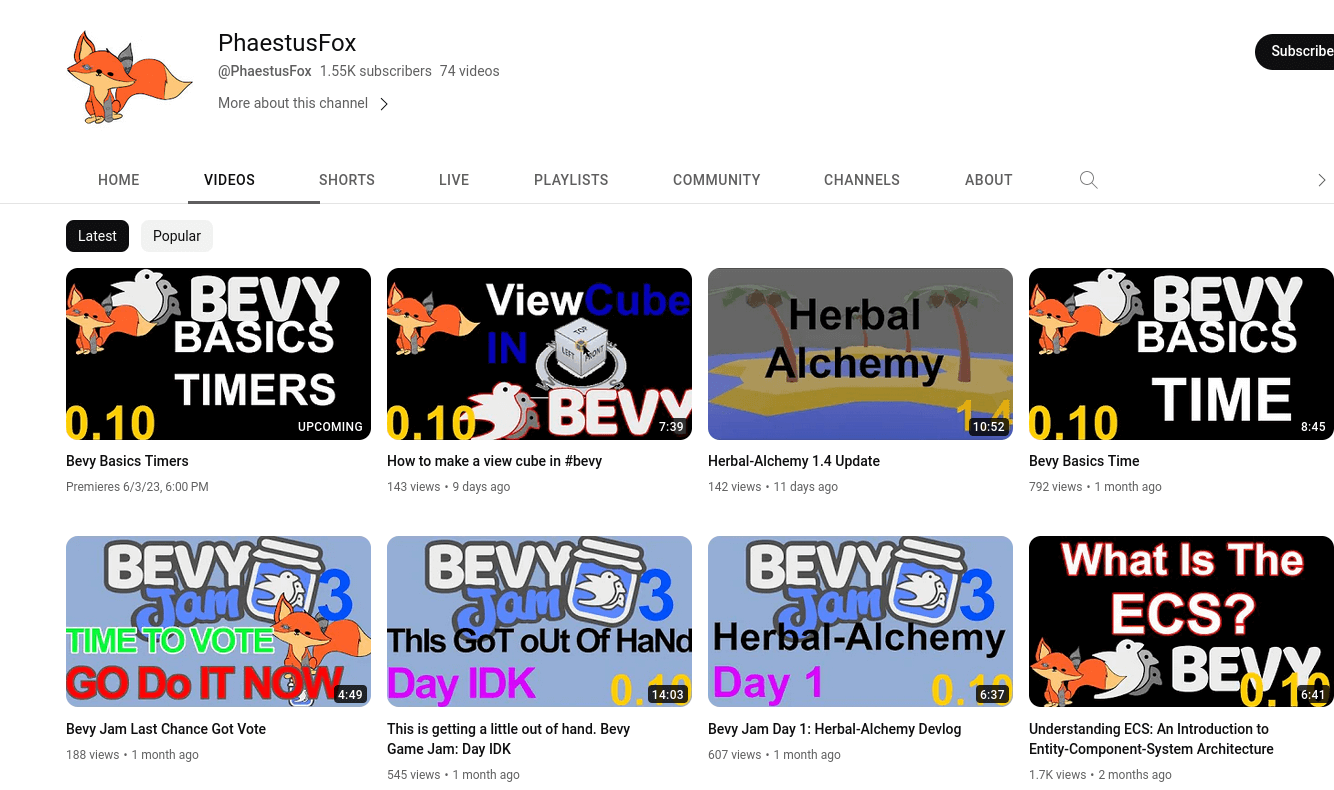 PhaestusFox
@PhaestusFox 1.55K subscribers 74 videos
More about this channel
Subscribe
HOME VIDEOS SHORTS LIVE PLAYLISTS COMMUNITY CHANNELS ABOUT
Latest Popular
BEVY
BASICS
TIMERS
0.10
UPCOMING
Bevy Basics Timers
Premieres 6/3/23, 6:00 PM
ViewCube
IN
TOP
LEFT FRONT
BEVY
0.10
7:39
How to make a view cube in #bevy
143 views • 9 days ago
Herbal
Alchemy
1.4
10:52
Herbal-Alchemy 1.4 Update
142 views • 11 days ago
BEVY
BASICS
TIME
0.10
8:45
Bevy Basics Time
792 views • 1 month ago
BEVY
Jam 3
TIME TO VOTE
GO Do IT NOW
4:49
Bevy Jam Last Chance Got Vote
188 views • 1 month ago
BEVY
Jam 3
ThIs GoT oUt Of HaNd
Day IDK
0.10
14:03
This is getting a little out of hand. Bevy
Game Jam: Day IDK
545 views • 1 month ago
BEVY
Jam 3
Herbal-Alchemy
Day 1
0.10
6:37
Bevy Jam Day 1: Herbal-Alchemy Devlog
607 views • 1 month ago
What Is The
ECS?
BEVY
0.10
6:41
Understanding ECS: An Introduction to
Entity-Component-System Architecture
1.7K views • 2 months ago